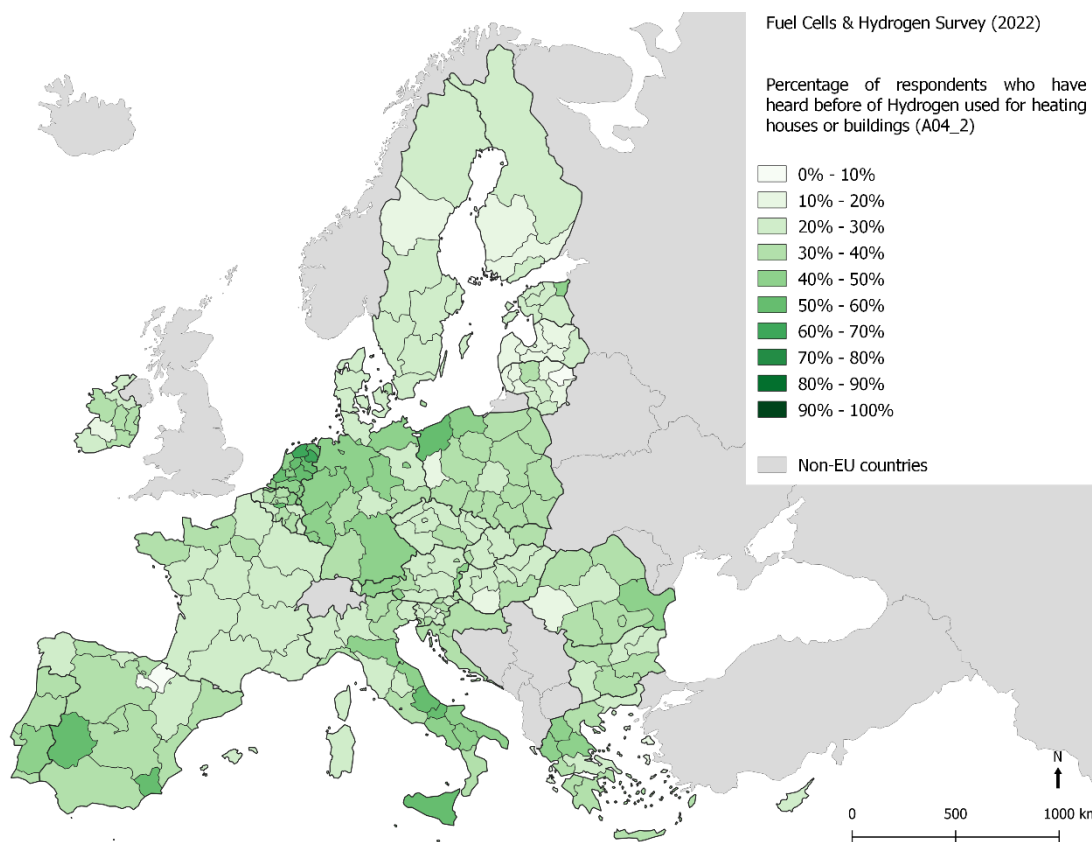 Fuel Cells & Hydrogen Survey (2022)
Percentage of respondents who have
heard before of Hydrogen used for heating
houses or buildings (A04_2)
0% - 10%
10% - 20%
20% - 30%
30% - 40%
40% - 50%
50% - 60%
60% - 70%
70% - 80%
80% - 90%
90% - 100%
Non-EU countries
N
0 500 1000 km